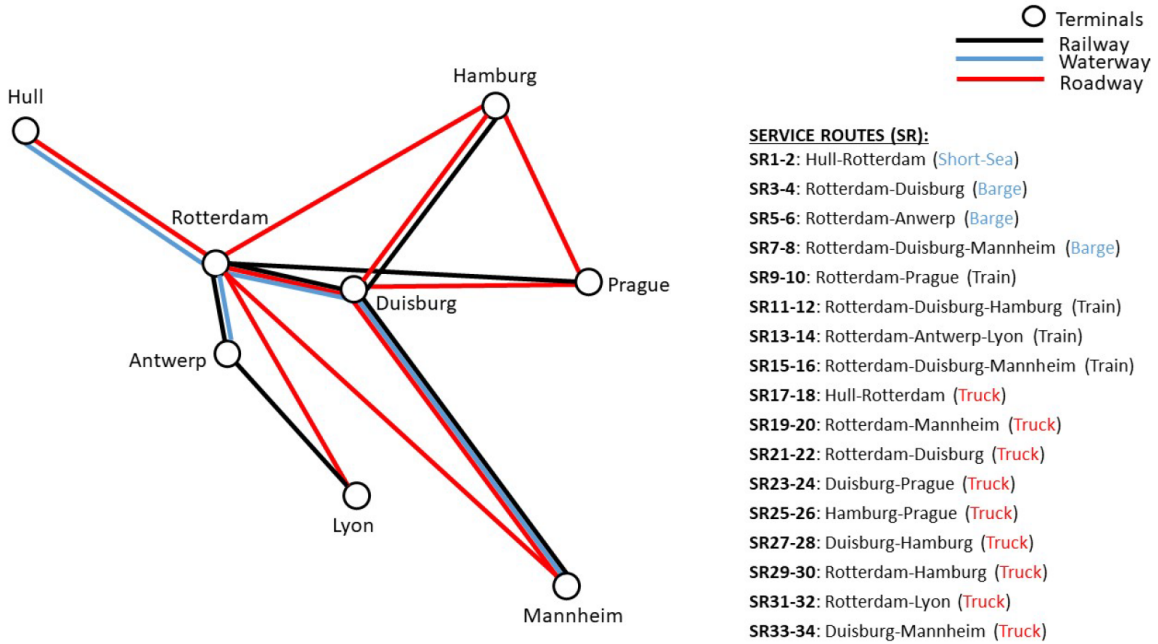 Terminals
Railway
Waterway
Roadway
Hamburg
Hull
Rotterdam
Prague
Duisburg
Antwerp
Lyon
Mannheim
SERVICE ROUTES (SR):
SR1-2: Hull-Rotterdam (Short-Sea)
SR3-4: Rotterdam-Duisburg (Barge)
SR5-6: Rotterdam-Anwerp (Barge)
SR7-8: Rotterdam-Duisburg-Mannheim (Barge)
SR9-10: Rotterdam-Prague (Train)
SR11-12: Rotterdam-Duisburg-Hamburg (Train)
SR13-14: Rotterdam-Antwerp-Lyon (Train)
SR15-16: Rotterdam-Duisburg-Mannheim (Train)
SR17-18: Hull-Rotterdam (Truck)
SR19-20: Rotterdam-Mannheim (Truck)
SR21-22: Rotterdam-Duisburg (Truck)
SR23-24: Duisburg-Prague (Truck)
SR25-26: Hamburg-Prague (Truck)
SR27-28: Duisburg-Hamburg (Truck)
SR29-30: Rotterdam-Hamburg (Truck)
SR31-32: Rotterdam-Lyon (Truck)
SR33-34: Duisburg-Mannheim (Truck)